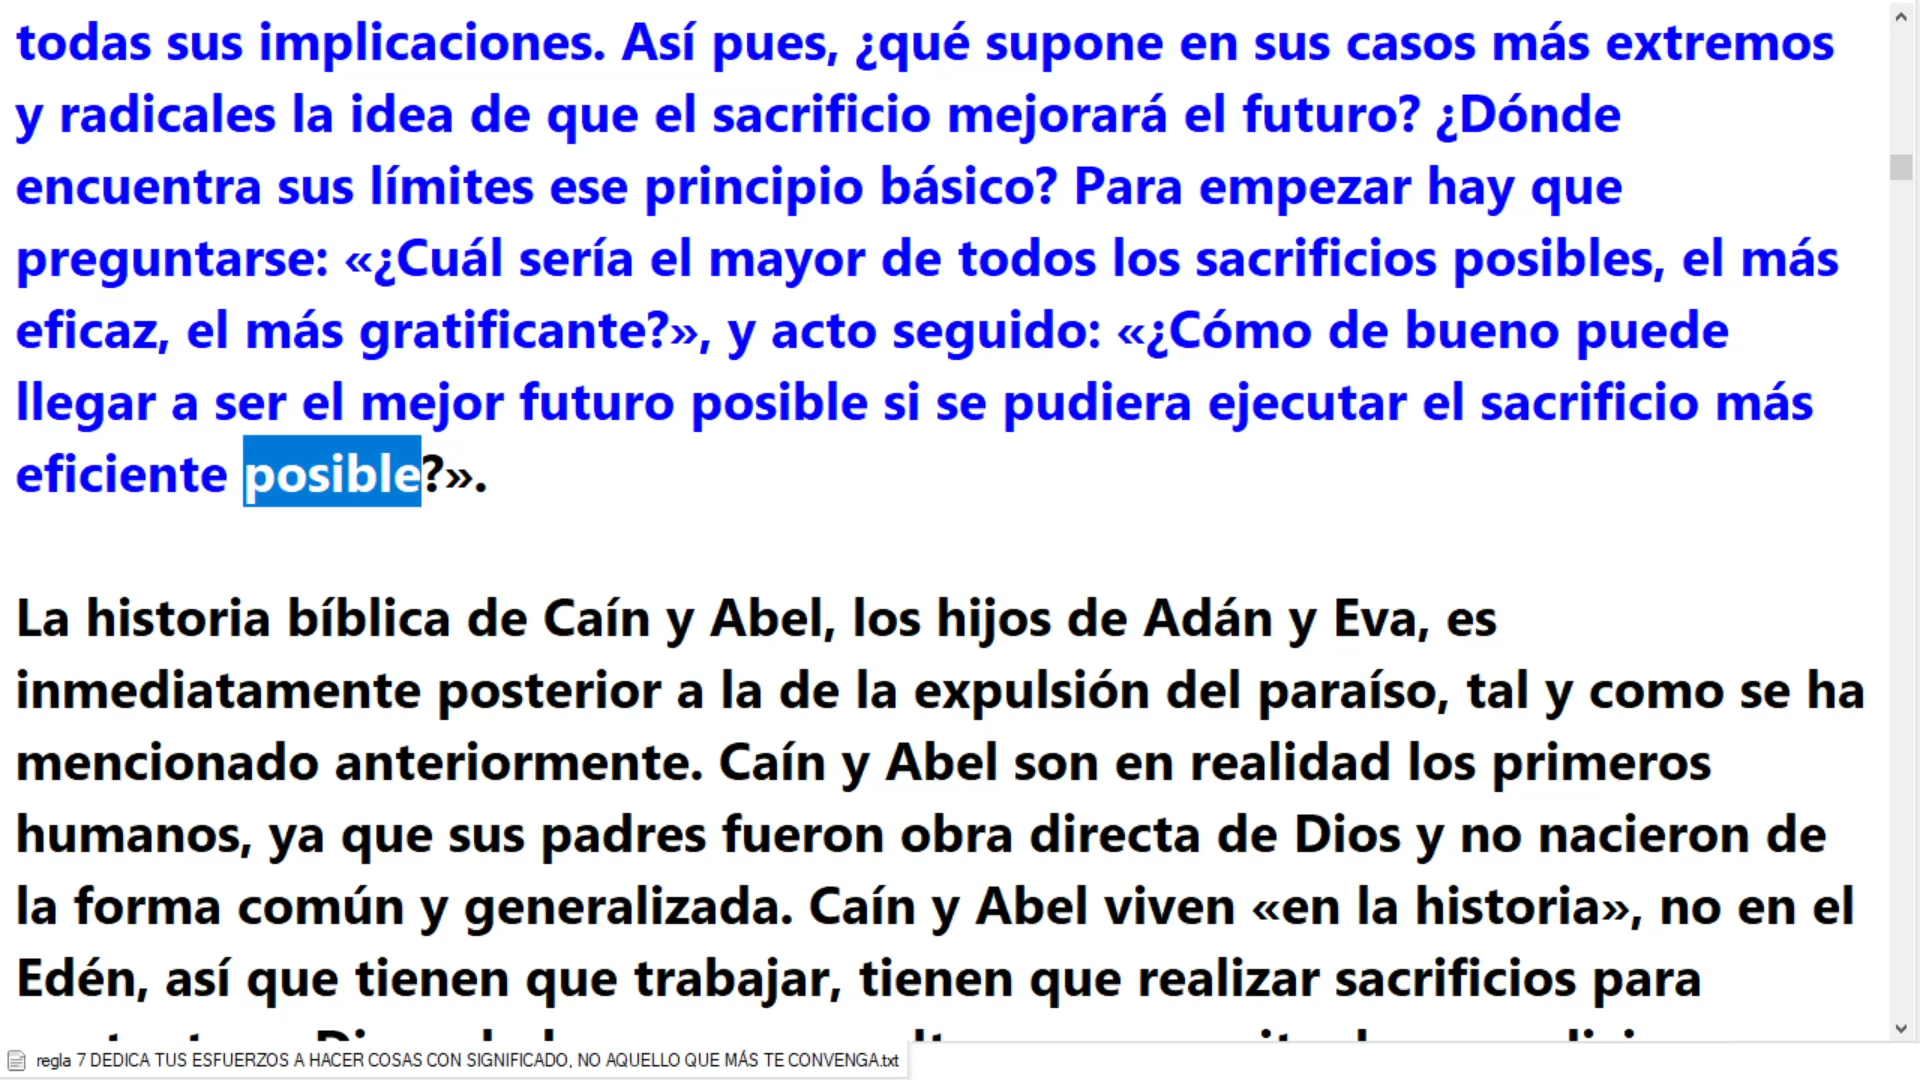 todas sus implicaciones. Así pues, ¿qué supone en sus casos más extremos
y radicales la idea de que el sacrificio mejorará el futuro? ¿Dónde
encuentra sus límites ese principio básico? Para empezar hay que
preguntarse: «¿Cuál sería el mayor de todos los sacrificios posibles, el más
eficaz, el más gratificante?», y acto seguido: «¿Cómo de bueno puede
llegar a ser el mejor futuro posible si se pudiera ejecutar el sacrificio más
eficiente posible?».
La historia bíblica de Caín y Abel, los hijos de Adán y Eva, es
inmediatamente posterior a la de la expulsión del paraíso, tal y como se ha
mencionado anteriormente. Caín y Abel son en realidad los primeros
humanos, ya que sus padres fueron obra directa de Dios y no nacieron de
la forma común y generalizada. Caín y Abel viven «en la historia», no en el
Edén, así que tienen que trabajar, tienen que realizar sacrificios para
regla 7 DEDICA TUS ESFUERZOS A HACER COSAS CON SIGNIFICADO, NO AQUELLO QUE MÁS TE CONVENGA.txt